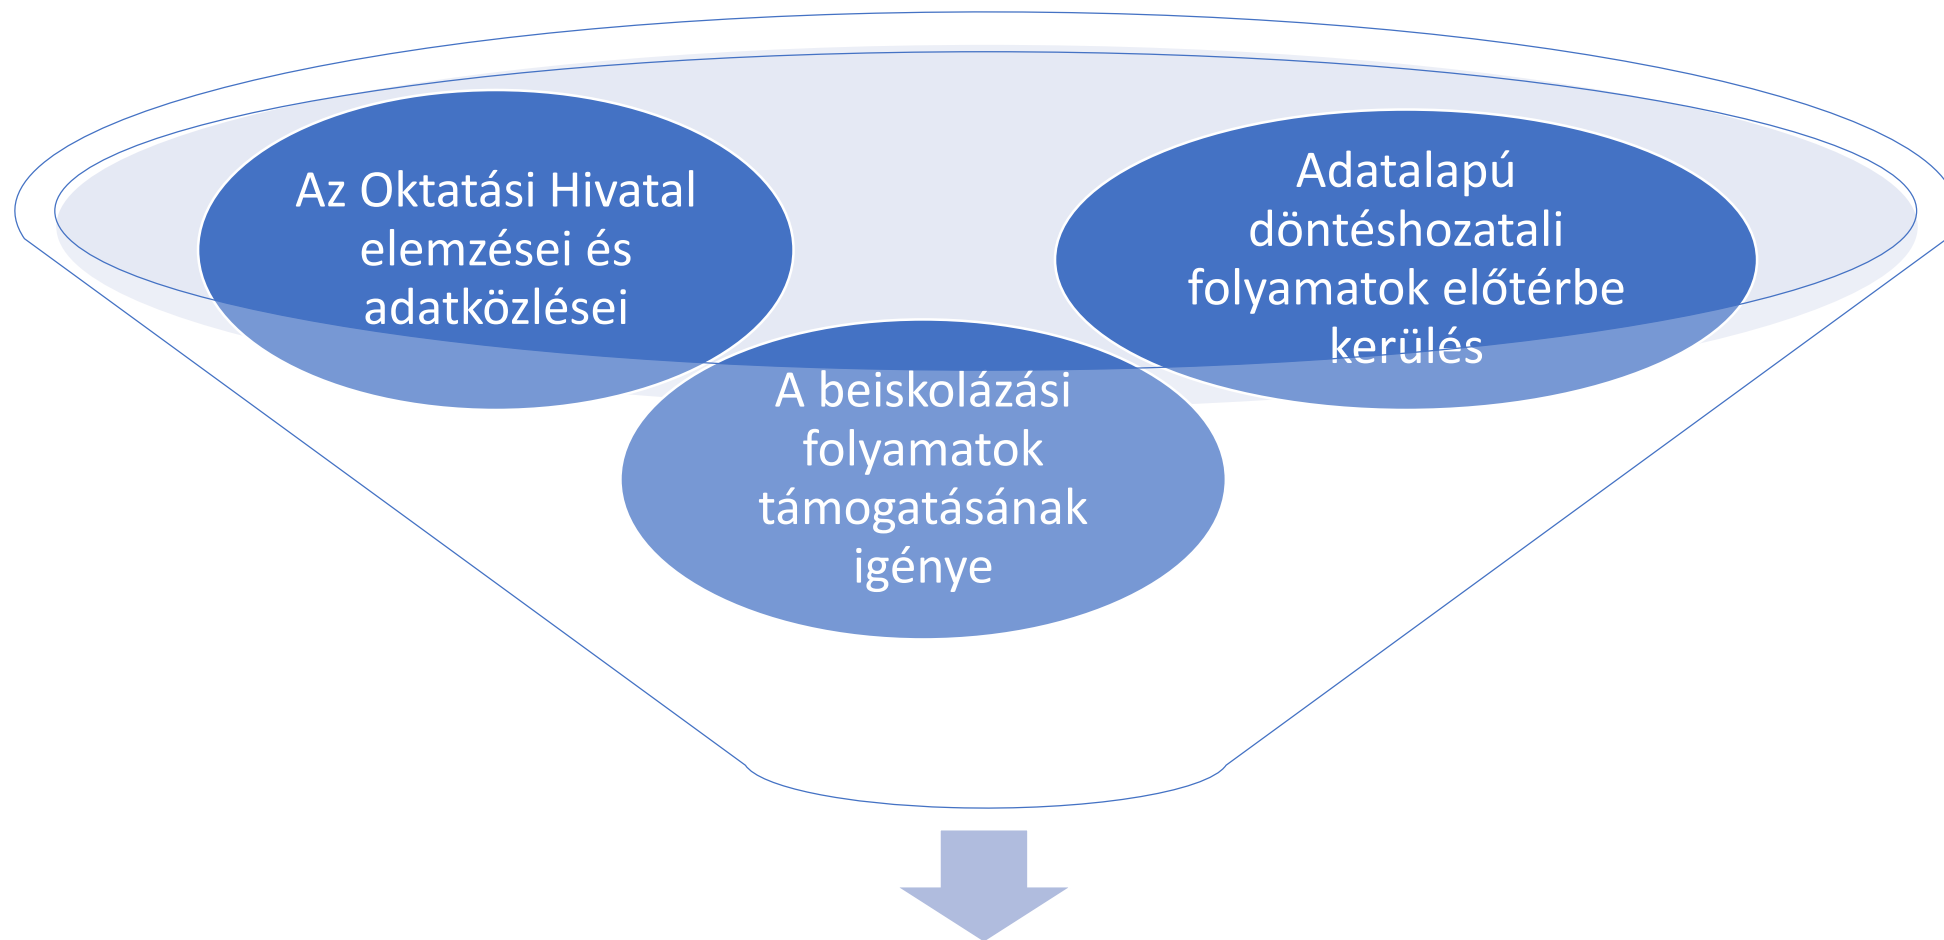 Az Oktatási Hivatal
elemzései és
adatközlései
Adatalapú
döntéshozatali
folyamatok előtérbe
kerülés
A beiskolázási
folyamatok
támogatásának
igénye